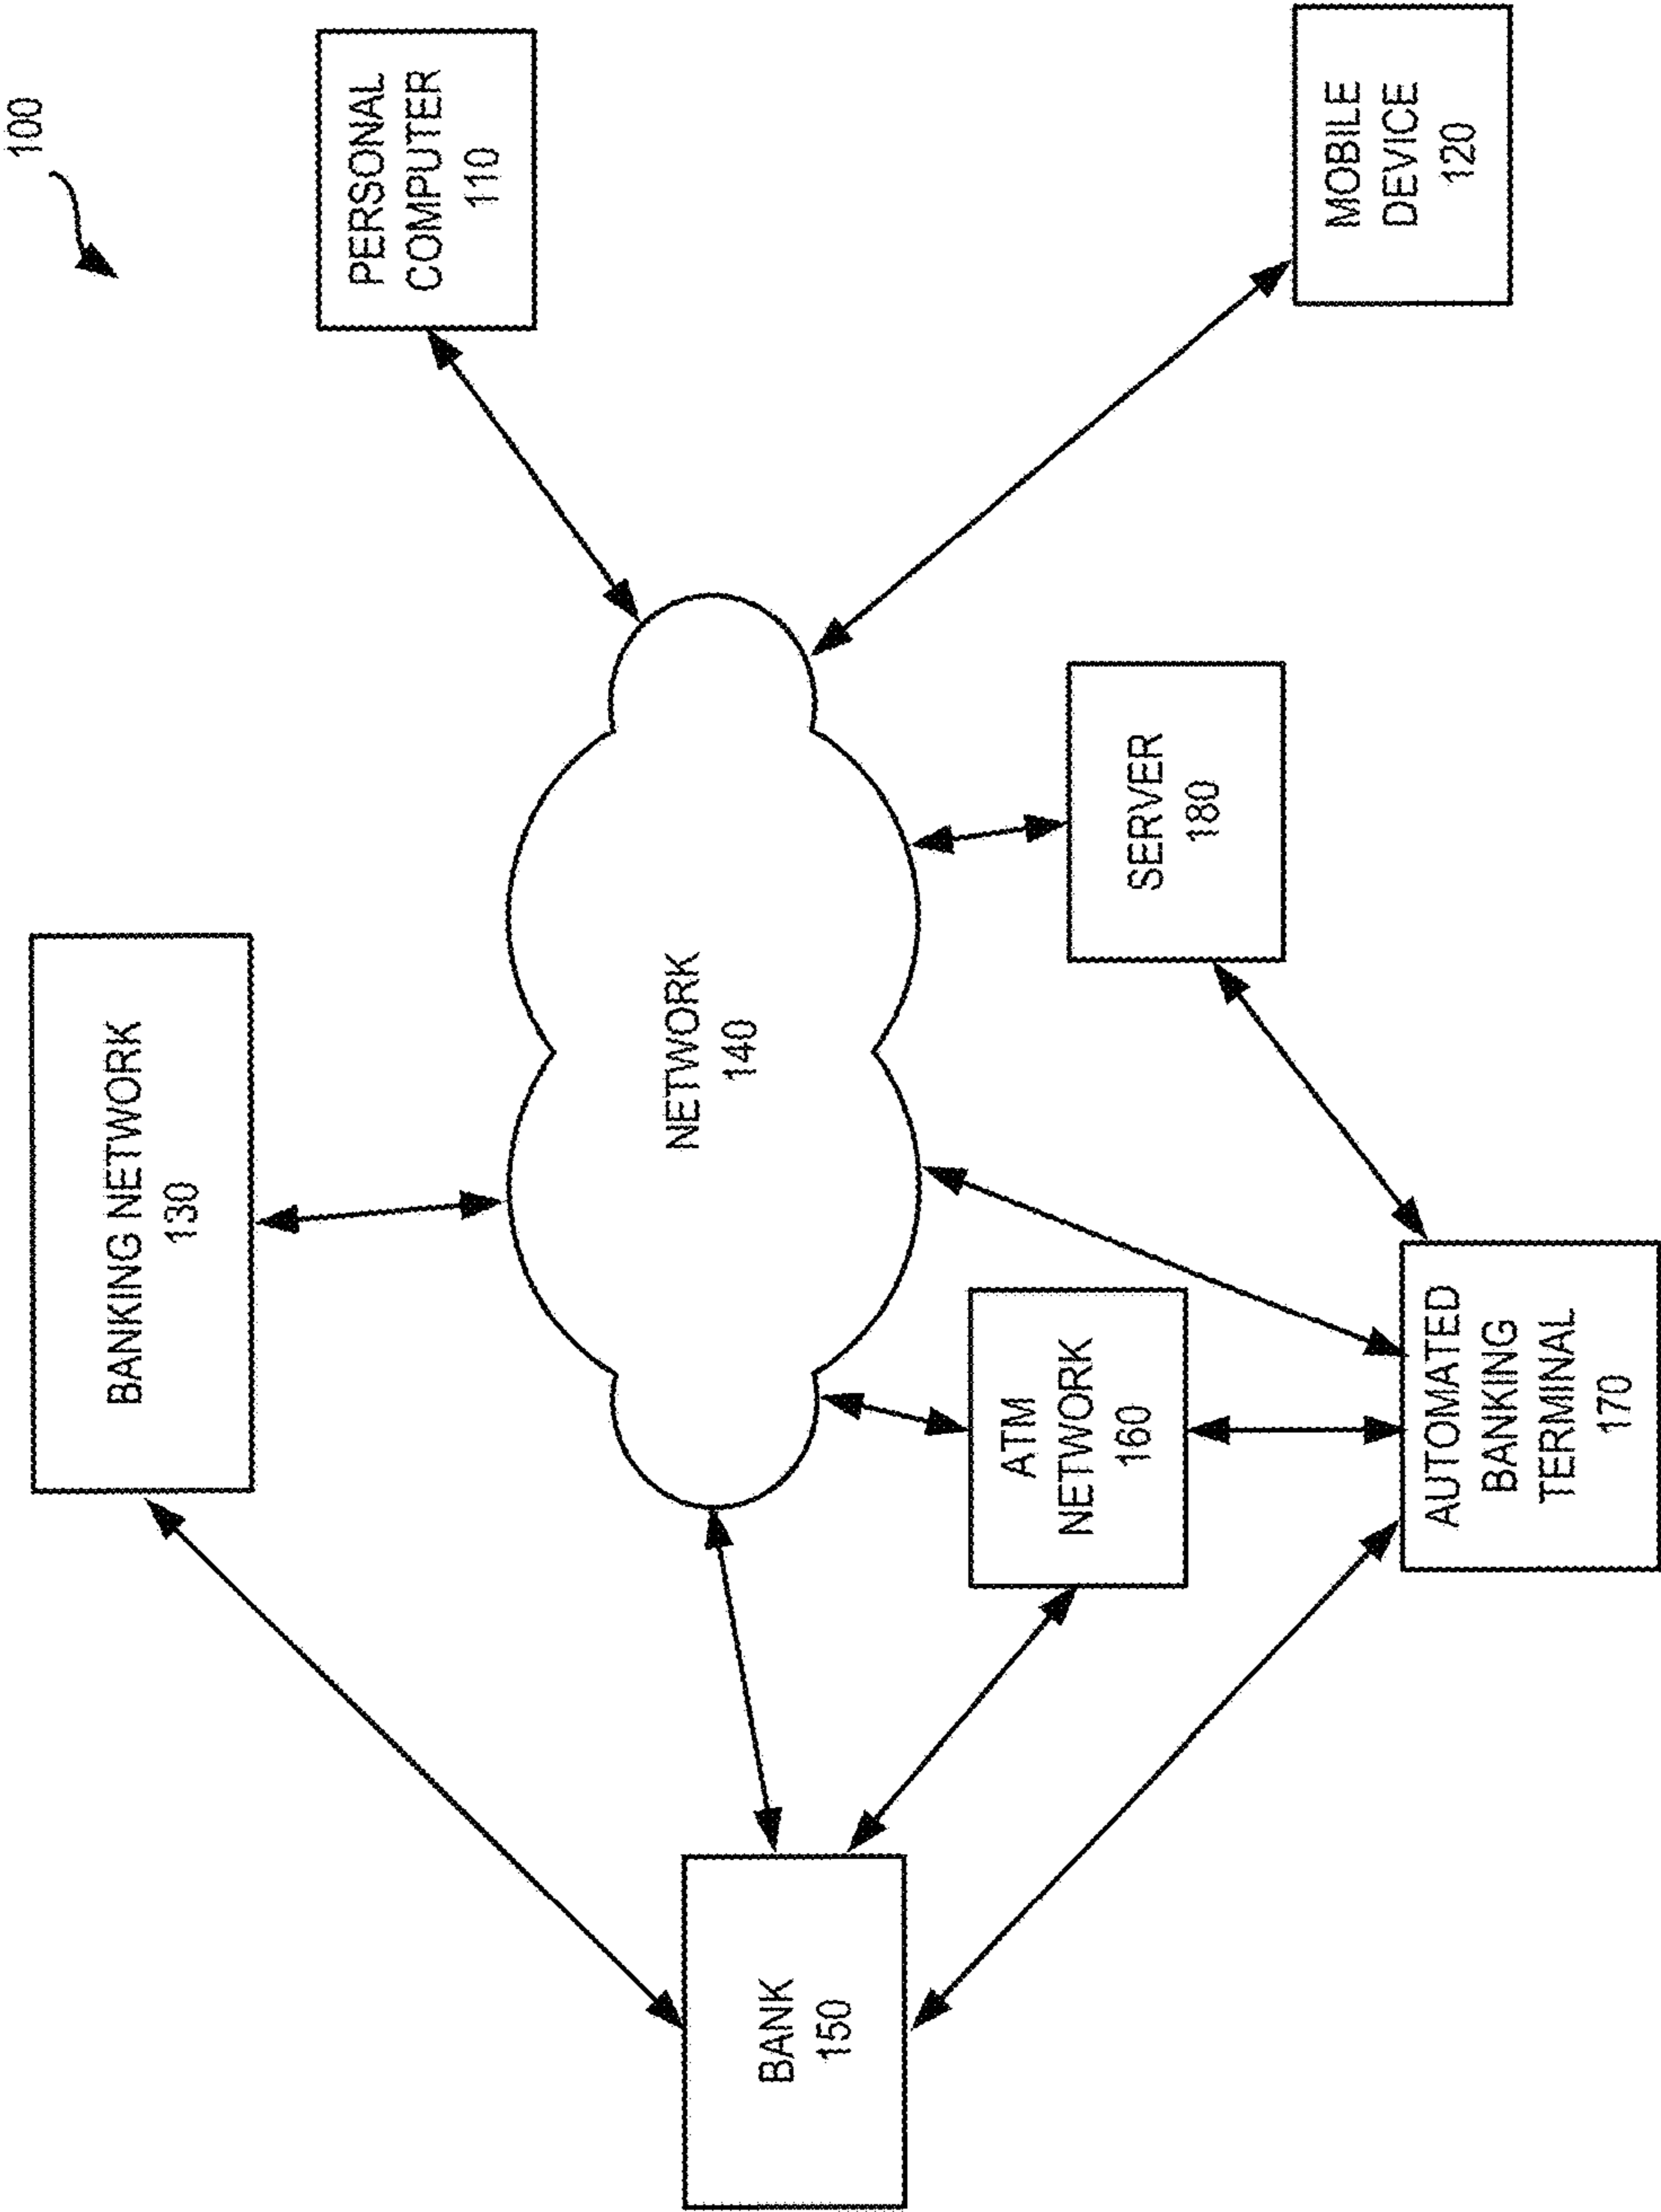 100
BANKING NETWORK
130
PERSONAL
COMPUTER
110
NETWORK
140
BANK
150
ATM
NETWORK
160
SERVER
180
AUTOMATED
BANKING
TERMINAL
170
MOBILE
DEVICE
120